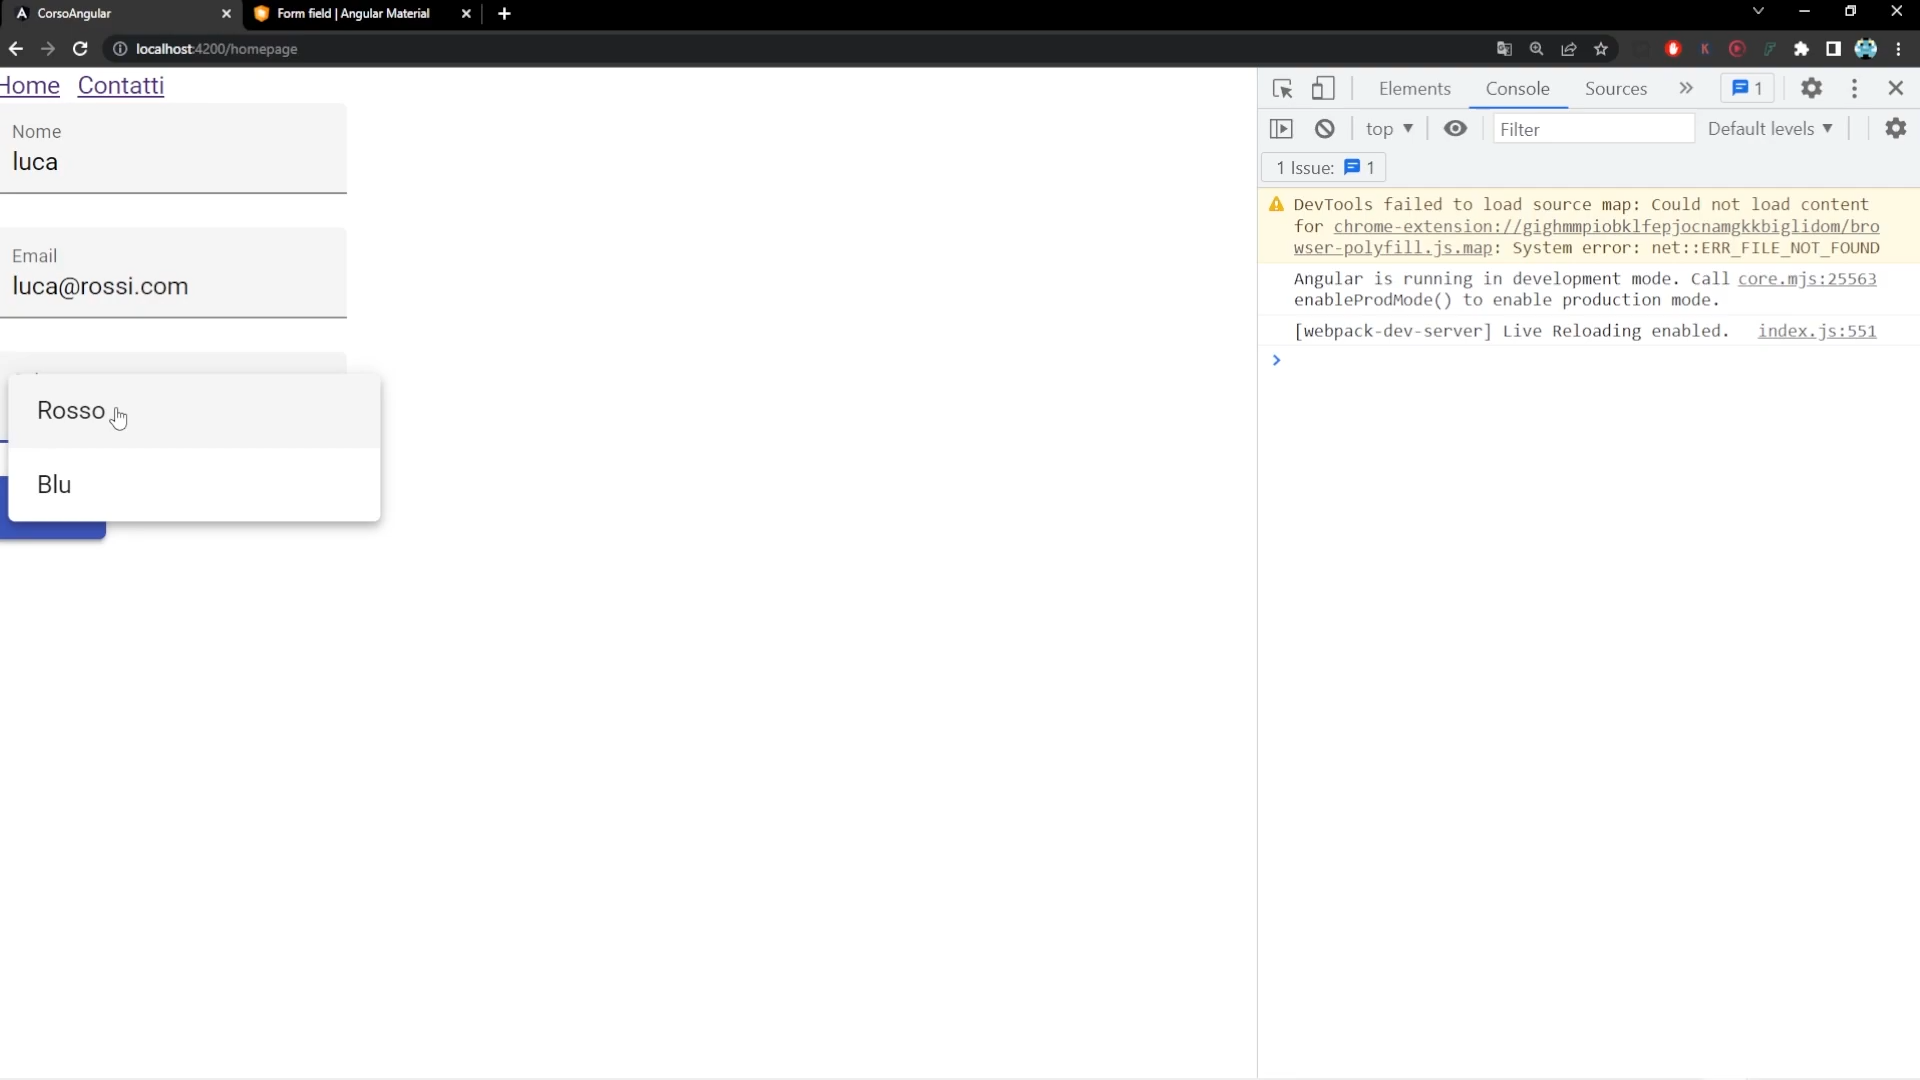 CorsoAngular
Form field | Angular Material
localhost:4200/homepage
Home Contatti
Nome
luca
Email
luca@rossi.com
Rosso
Blu
Elements Console Sources 1
top Filter Default levels
1 Issue: 1
DevTools failed to load source map: Could not load content
for chrome-extension://gighmmpiobklfepjocnamgkkbiglidom/bro
wser-polyfill.js.map: System error: net::ERR_FILE_NOT_FOUND
Angular is running in development mode. Call core.mjs:25563
enableProdMode() to enable production mode.
[webpack-dev-server] Live Reloading enabled. index.js:551